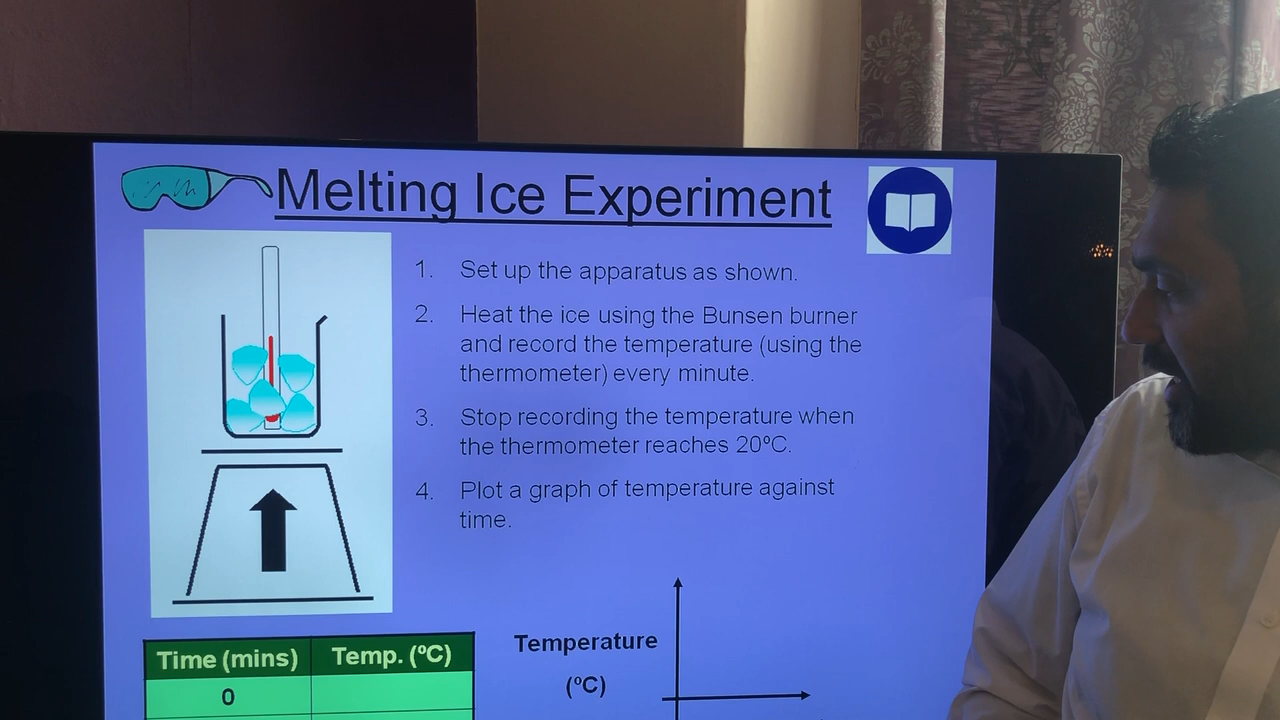 Melting Ice Experiment
1. Set up the apparatus as shown.
2. Heat the ice using the Bunsen burner
and record the temperature (using the
thermometer) every minute.
3. Stop recording the temperature when
the thermometer reaches 20ºC.
4. Plot a graph of temperature against
time.
Time (mins) Temp. (ºC)
0
Temperature
(ºC)